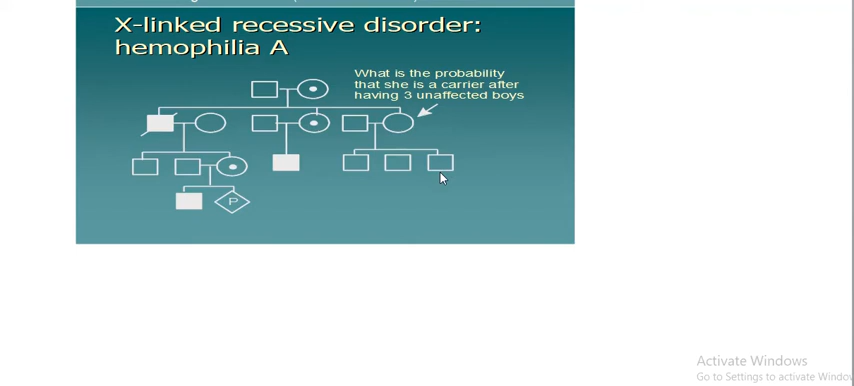 X-linked recessive disorder:
hemophilia A
What is the probability
that she is a carrier after
having 3 unaffected boys
P
Activate Windows
Go to Settings to activate Window